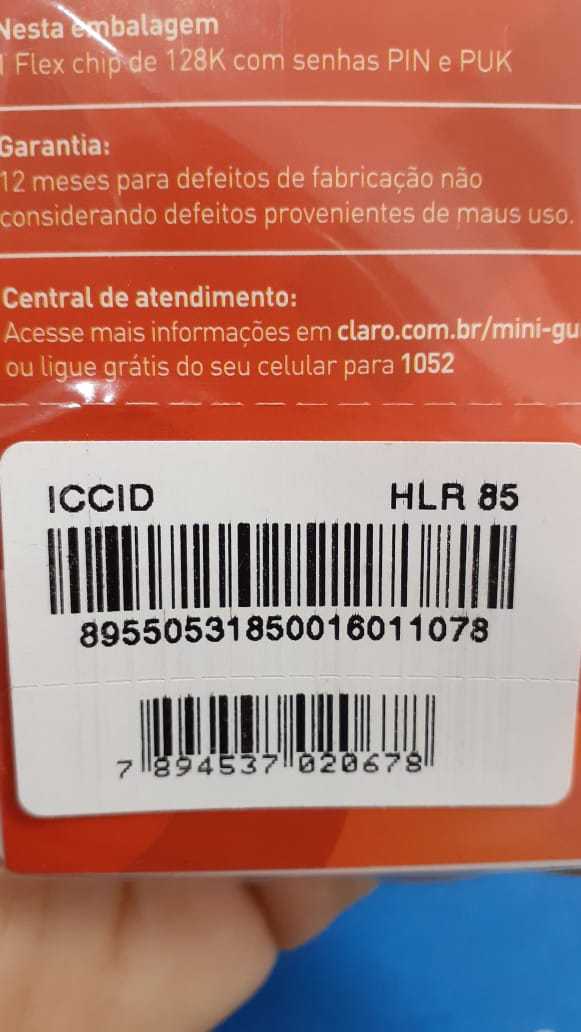 Nesta embalagem
1 Flex chip de 128K com senhas PIN e PUK
Garantia:
12 meses para defeitos de fabricação não
considerando defeitos provenientes de maus uso.
Central de atendimento:
Acesse mais informações em claro.com.br/mini-gu
ou ligue grátis do seu celular para 1052
ICCID HLR 85
89550531850016011078
7 894537 020678